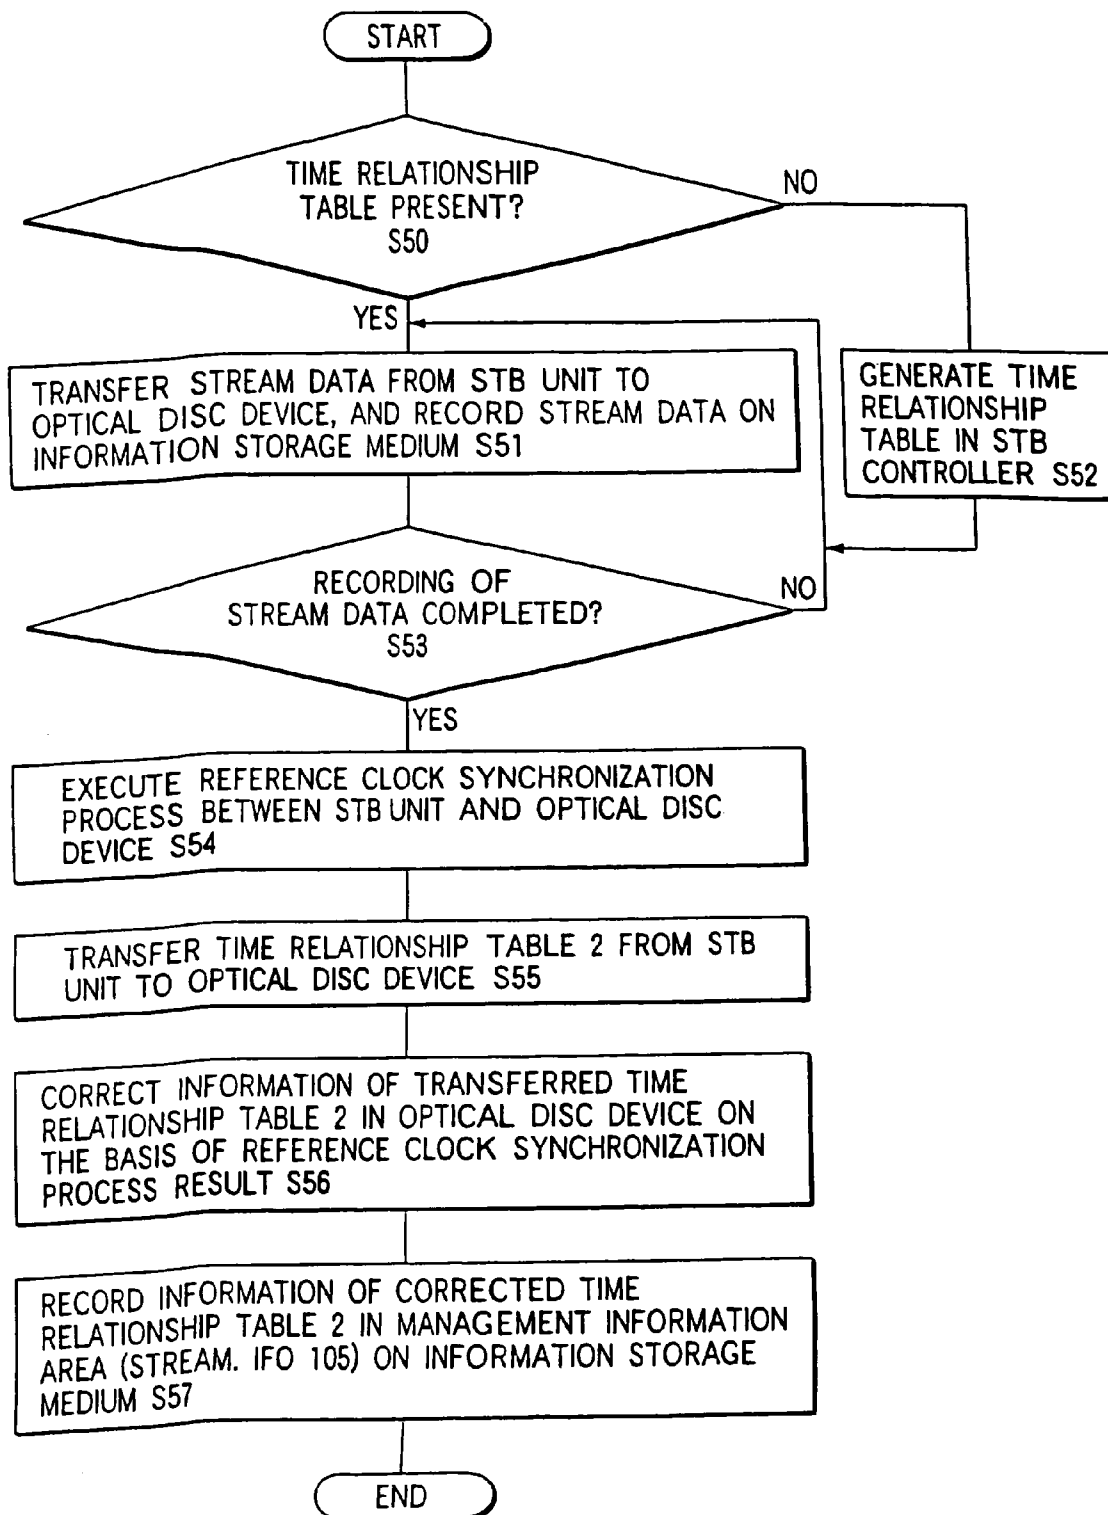 START
TIME RELATIONSHIP
TABLE PRESENT?
S50
NO
YES
TRANSFER STREAM DATA FROM STB UNIT TO
OPTICAL DISC DEVICE, AND RECORD STREAM DATA ON
INFORMATION STORAGE MEDIUM S51
GENERATE TIME
RELATIONSHIP
TABLE IN STB
CONTROLLER S52
RECORDING OF
STREAM DATA COMPLETED?
S53
NO
YES
EXECUTE REFERENCE CLOCK SYNCHRONIZATION
PROCESS BETWEEN STB UNIT AND OPTICAL DISC
DEVICE S54
TRANSFER TIME RELATIONSHIP TABLE 2 FROM STB
UNIT TO OPTICAL DISC DEVICE S55
CORRECT INFORMATION OF TRANSFERRED TIME
RELATIONSHIP TABLE 2 IN OPTICAL DISC DEVICE ON
THE BASIS OF REFERENCE CLOCK SYNCHRONIZATION
PROCESS RESULT S56
RECORD INFORMATION OF CORRECTED TIME
RELATIONSHIP TABLE 2 IN MANAGEMENT INFORMATION
AREA (STREAM. IFO 105) ON INFORMATION STORAGE
MEDIUM S57
END